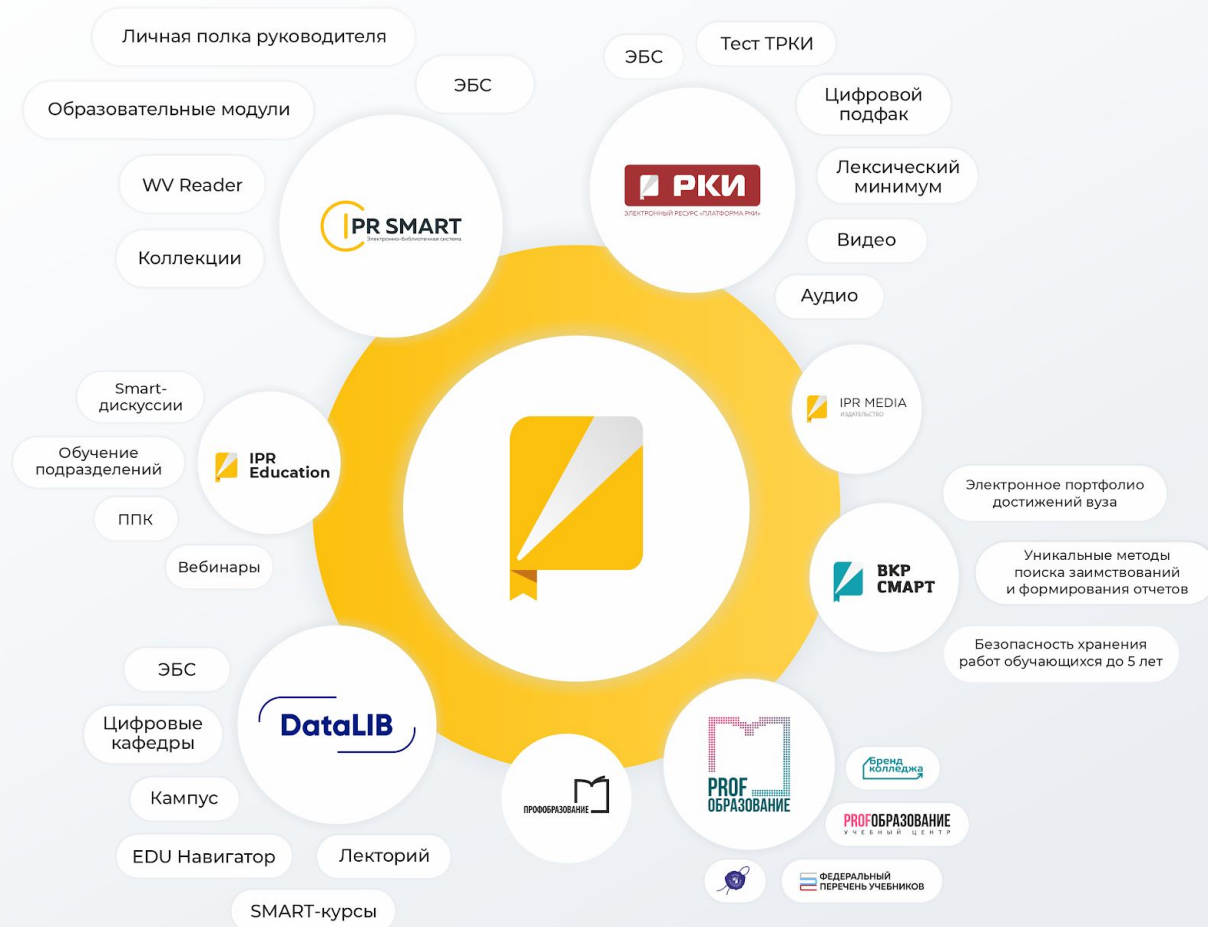 Личная полка руководителя
ЭБС
Образовательные модули
WV Reader
Коллекции
IPR SMART
Электронно-библиотечная система
ЭБС
Тест ТРКИ
Цифровой
подфак
Лексический
минимум
Видео
Аудио
РКИ
ЭЛЕКТРОННЫЙ РЕСУРС «ПЛАТФОРМА РКИ»
IPR MEDIA
ИЗДАТЕЛЬСТВО
Smart-
дискуссии
Обучение
подразделений
ППК
Вебинары
IPR
Education
Электронное портфолио
достижений вуза
Уникальные методы
поиска заимствований
и формирования отчетов
Безопасность хранения
работ обучающихся до 5 лет
ВКР
СМАРТ
ЭБС
Цифровые
кафедры
Кампус
EDU Навигатор
Лекторий
SMART-курсы
DataLIB
ПРОФОБРАЗОВАНИЕ
PROF
ОБРАЗОВАНИЕ
Бренд
колледжа
PROFОБРАЗОВАНИЕ
УЧЕБНЫЙ ЦЕНТР
ФЕДЕРАЛЬНЫЙ
ПЕРЕЧЕНЬ УЧЕБНИКОВ